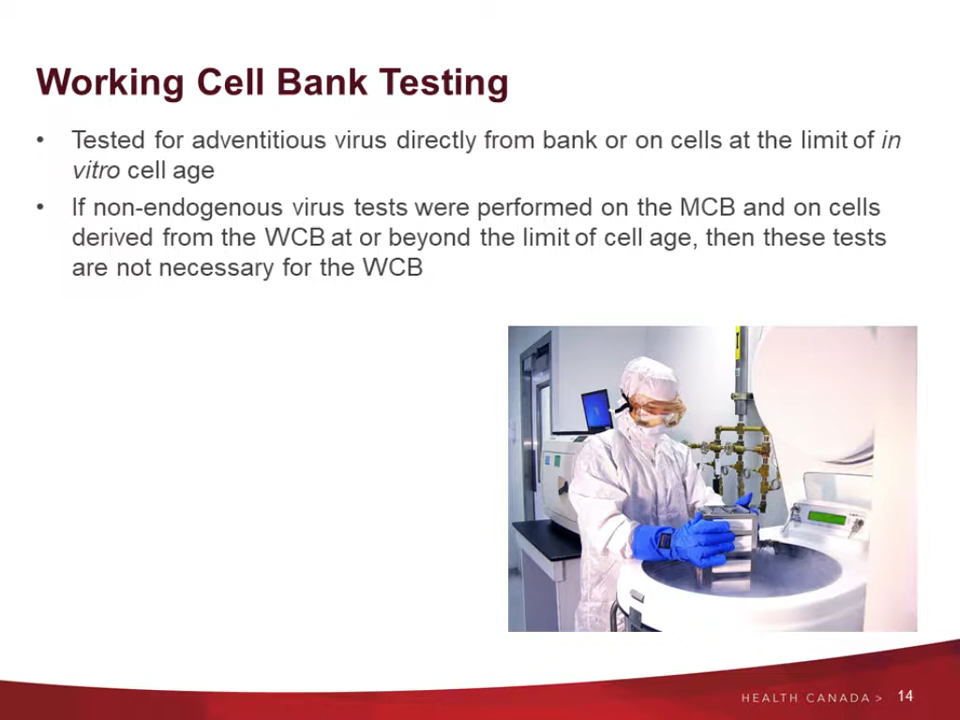 Working Cell Bank Testing
• Tested for adventitious virus directly from bank or on cells at the limit of in
vitro cell age
• If non-endogenous virus tests were performed on the MCB and on cells
derived from the WCB at or beyond the limit of cell age, then these tests
are not necessary for the WCB
HEALTH CANADA > 14